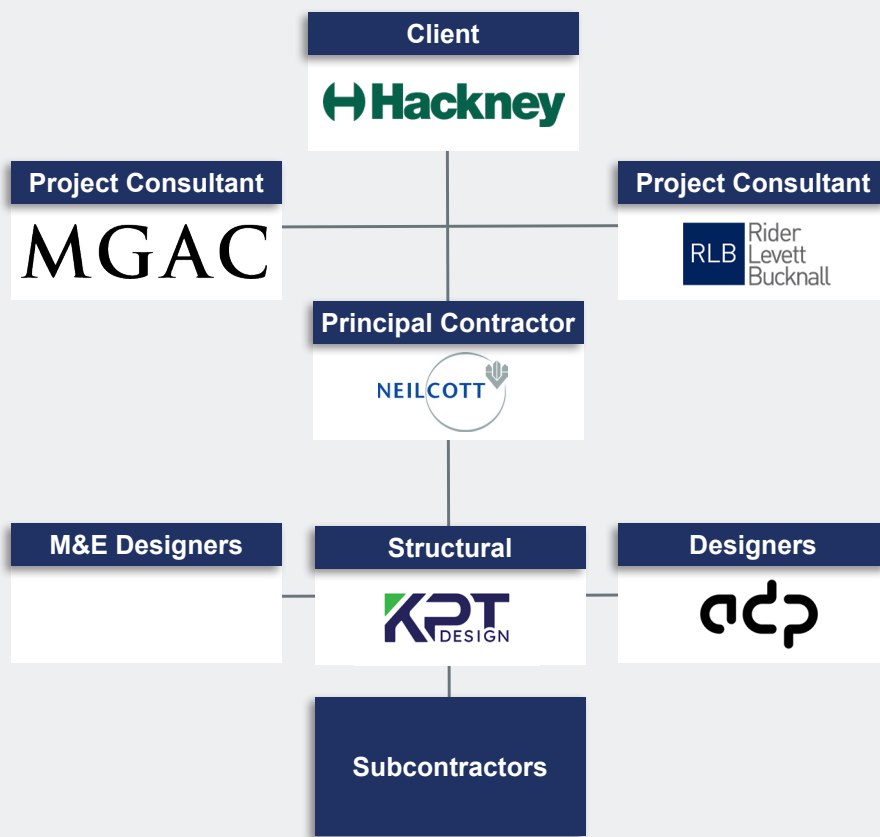 Client
Hackney
Project Consultant
MGAC
Project Consultant
RLB
Rider
Levett
Bucknall
Principal Contractor
NEILCOTT
M&E Designers
Structural
KPT
DESIGN
Designers
adp
Subcontractors